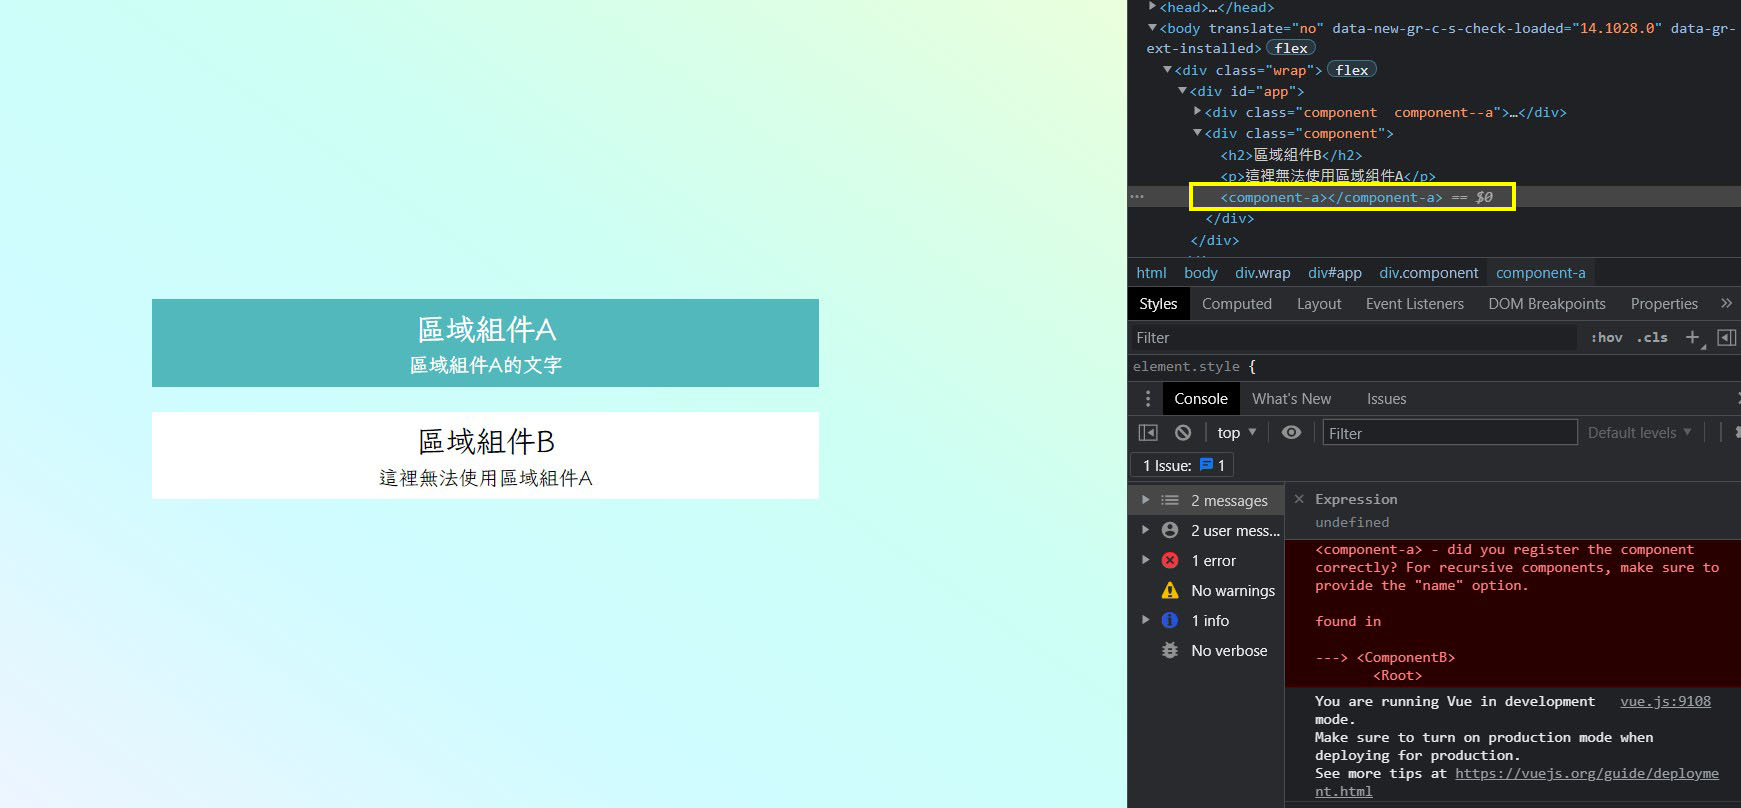 區域組件A
區域組件A的文字
區域組件B
這裡無法使用區域組件A
<head>…</head>
<body translate="no" data-new-gr-c-s-check-loaded="14.1028.0" data-gr-
ext-installed> flex
<div class="wrap"> flex
<div id="app">
<div class="component  component--a">…</div>
<div class="component">
<h2>區域組件B</h2>
<p>這裡無法使用區域組件A</p>
<component-a></component-a> == $0
</div>
</div>
html body div.wrap div#app div.component component-a
Styles Computed Layout Event Listeners DOM Breakpoints Properties »
Filter :hov .cls +
element.style {
Console What's New Issues
top Filter Default levels
1 Issue: 1
2 messages
2 user mess...
1 error
No warnings
1 info
No verbose
Expression
undefined
<component-a> - did you register the component
correctly? For recursive components, make sure to
provide the "name" option.
found in
---> <ComponentB>
<Root>
You are running Vue in development vue.js:9108
mode.
Make sure to turn on production mode when
deploying for production.
See more tips at https://vuejs.org/guide/deployme
nt.html